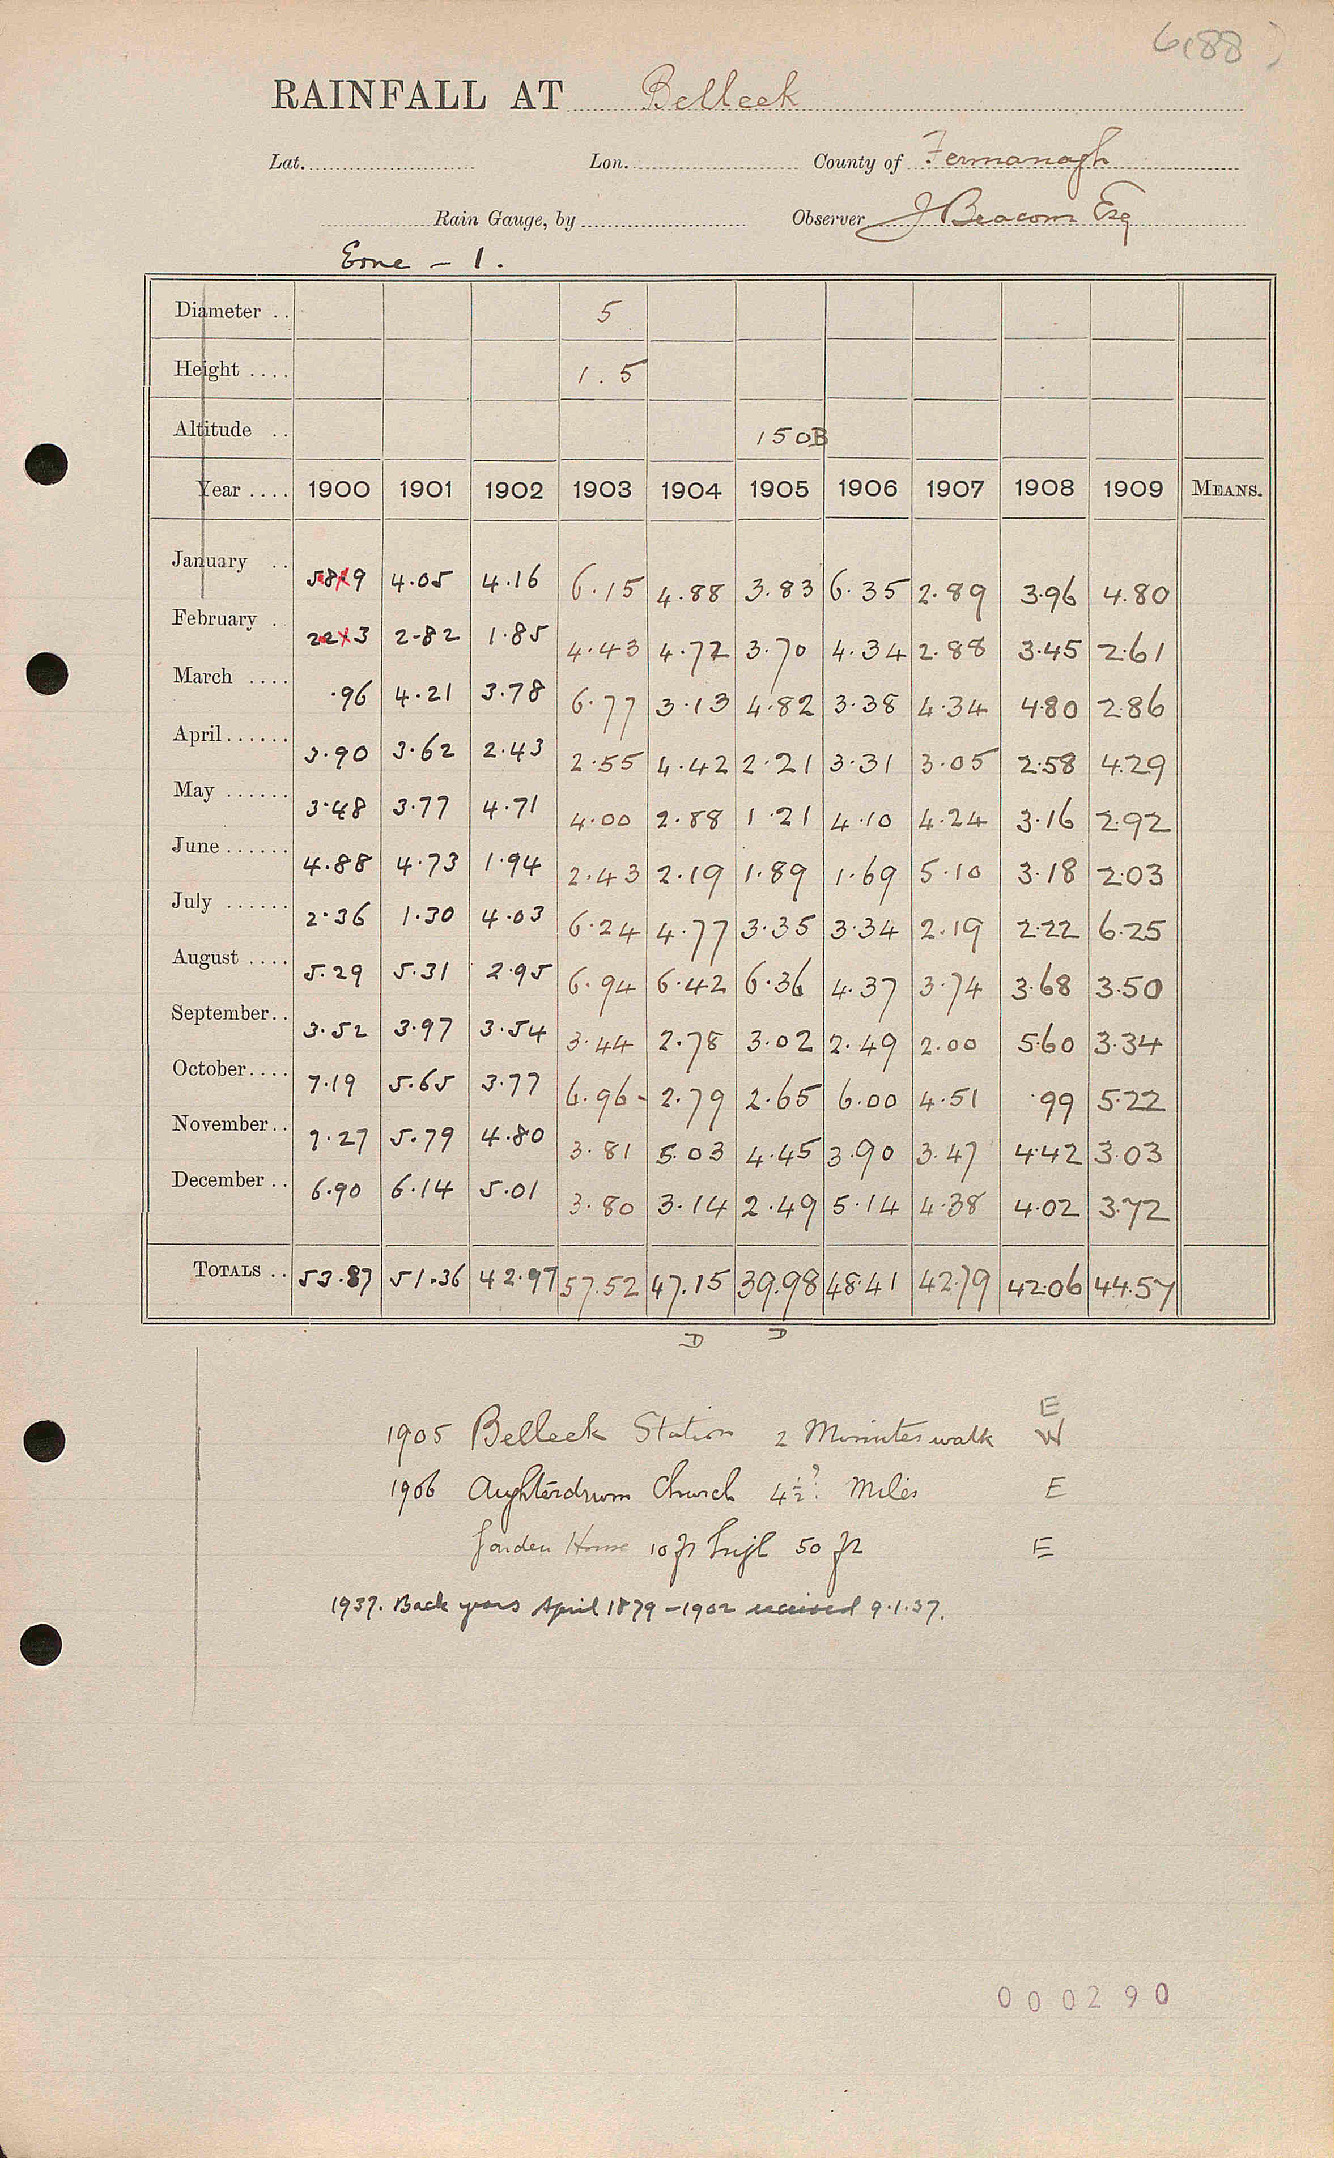 6188)
RAINFALL AT Belleek
Lat. Lon. County of Fermanagh
Rain Gauge, by Observer J Beacom Esq
Erne - 1.
Diameter .. 5
Height .... 1.5
Altitude .. 150B
Year .... 1900 1901 1902 1903 1904 1905 1906 1907 1908 1909 MEANS.
January .. 5.89 4.05 4.16 6.15 4.88 3.83 6.35 2.89 3.96 4.80
February . 2.23 2.82 1.85 4.43 4.72 3.70 4.34 2.88 3.45 2.61
March .... .96 4.21 3.78 6.77 3.13 4.82 3.38 4.34 4.80 2.86
April...... 3.90 3.62 2.43 2.55 4.42 2.21 3.31 3.05 2.58 4.29
May ...... 3.48 3.77 4.71 4.00 2.88 1.21 4.10 4.24 3.16 2.92
June...... 4.88 4.73 1.94 2.43 2.19 1.89 1.69 5.10 3.18 2.03
July ...... 2.36 1.30 4.03 6.24 4.77 3.35 3.34 2.19 2.22 6.25
August .... 5.29 5.31 2.95 6.94 6.42 6.36 4.37 3.74 3.68 3.50
September.. 3.52 3.97 3.54 3.44 2.78 3.02 2.49 2.00 5.60 3.34
October.... 7.19 5.65 3.77 6.96 2.79 2.65 6.00 4.51 .99 5.22
November.. 7.27 5.79 4.80 3.81 5.03 4.45 3.90 3.47 4.42 3.03
December .. 6.90 6.14 5.01 3.80 3.14 2.49 5.14 4.38 4.02 3.72
TOTALS .. 53.87 51.36 42.97 57.52 47.15 39.98 48.41 42.79 42.06 44.57
D D
E
1905 Belleek Station 2 Minutes walk W
1906 Aughterdrum Church 4½? Miles E
Garden House 10 ft high 50 ft E
1937. Back years April 1879 - 1902 received 9.1.37.
000290